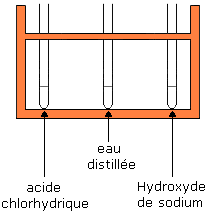 acide
chlorhydrique
eau
distillée
Hydroxyde
de sodium